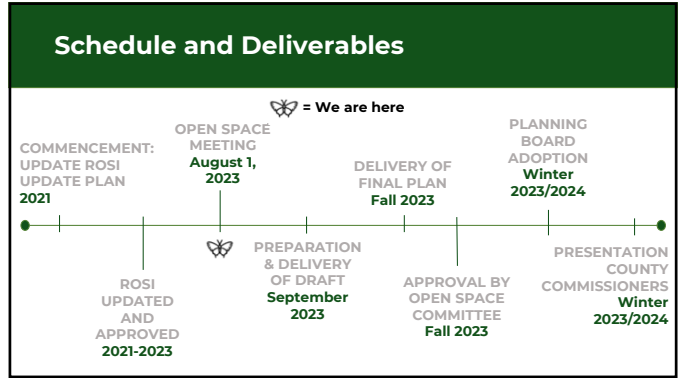 Schedule and Deliverables
= We are here
COMMENCEMENT:
UPDATE ROSI
UPDATE PLAN
2021
ROSI
UPDATED
AND
APPROVED
2021-2023
OPEN SPACE
MEETING
August 1,
2023
PREPARATION
& DELIVERY
OF DRAFT
September
2023
DELIVERY OF
FINAL PLAN
Fall 2023
APPROVAL BY
OPEN SPACE
COMMITTEE
Fall 2023
PLANNING
BOARD
ADOPTION
Winter
2023/2024
PRESENTATION
COUNTY
COMMISSIONERS
Winter
2023/2024